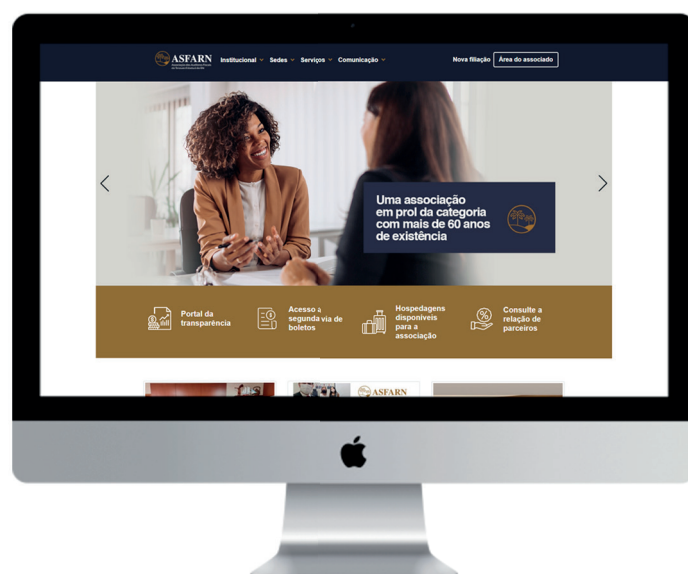 ASFARN
Institucional Sedes Serviços Comunicação
Nova filiação Área do associado
Uma associação
em prol da categoria
com mais de 60 anos
de existência
Portal da
transparência
Acesso a
segunda via de
boletos
Hospedagens
disponíveis
para a
associação
Consulte a
relação de
parceiros
ASFARN